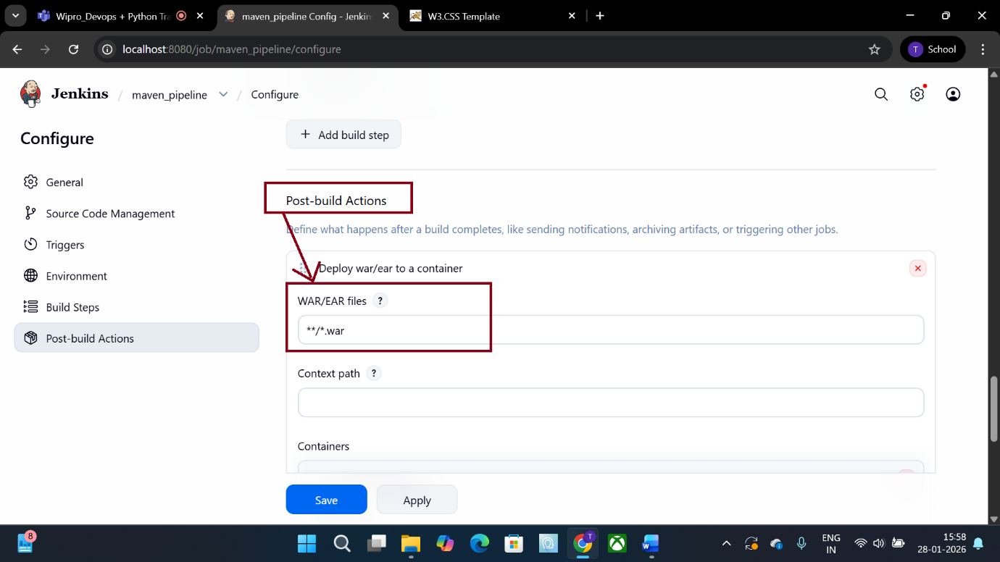 Wipro_Devops + Python Tra
maven_pipeline Config - Jenkins
W3.CSS Template
localhost:8080/job/maven_pipeline/configure
T School
Jenkins / maven_pipeline / Configure
Configure
General
Source Code Management
Triggers
Environment
Build Steps
Post-build Actions
+ Add build step
Post-build Actions
Define what happens after a build completes, like sending notifications, archiving artifacts, or triggering other jobs.
Deploy war/ear to a container
WAR/EAR files ?
**/*.war
Context path ?
Containers
Save
Apply
8
T
W
ENG
IN
15:58
28-01-2026